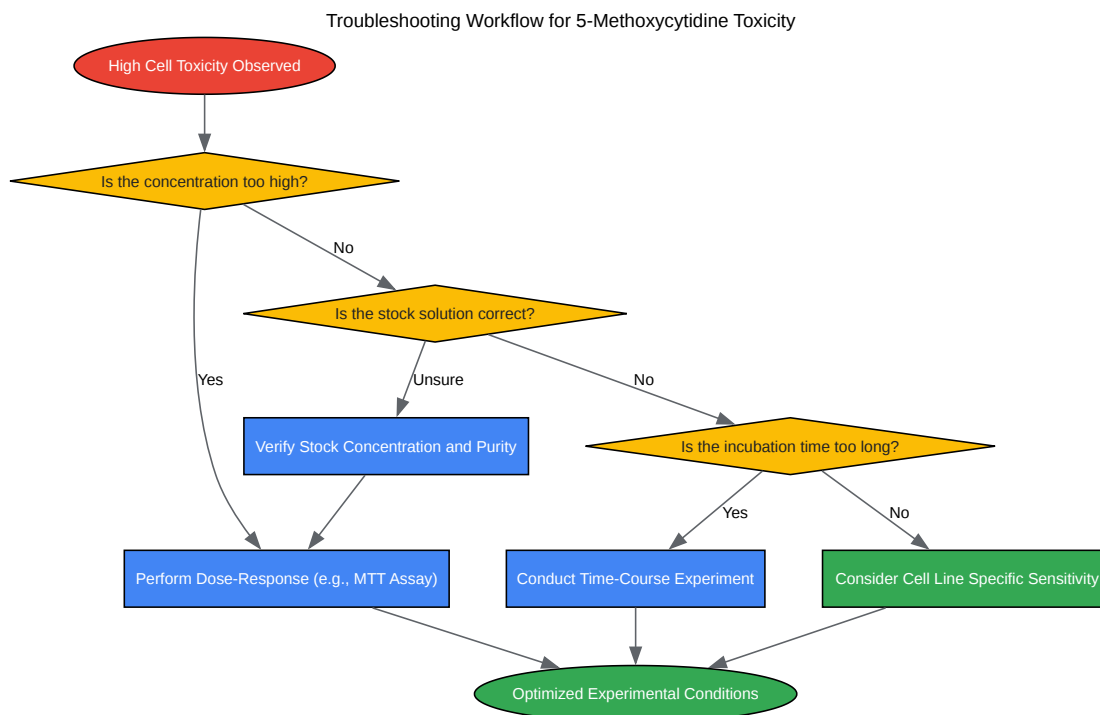 Troubleshooting Workflow for 5-Methoxycytidine Toxicity
High Cell Toxicity Observed
Is the concentration too high?
No
Is the stock solution correct?
Yes
Unsure
No
Verify Stock Concentration and Purity
Is the incubation time too long?
Yes
No
Perform Dose-Response (e.g., MTT Assay)
Conduct Time-Course Experiment
Consider Cell Line Specific Sensitivity
Optimized Experimental Conditions